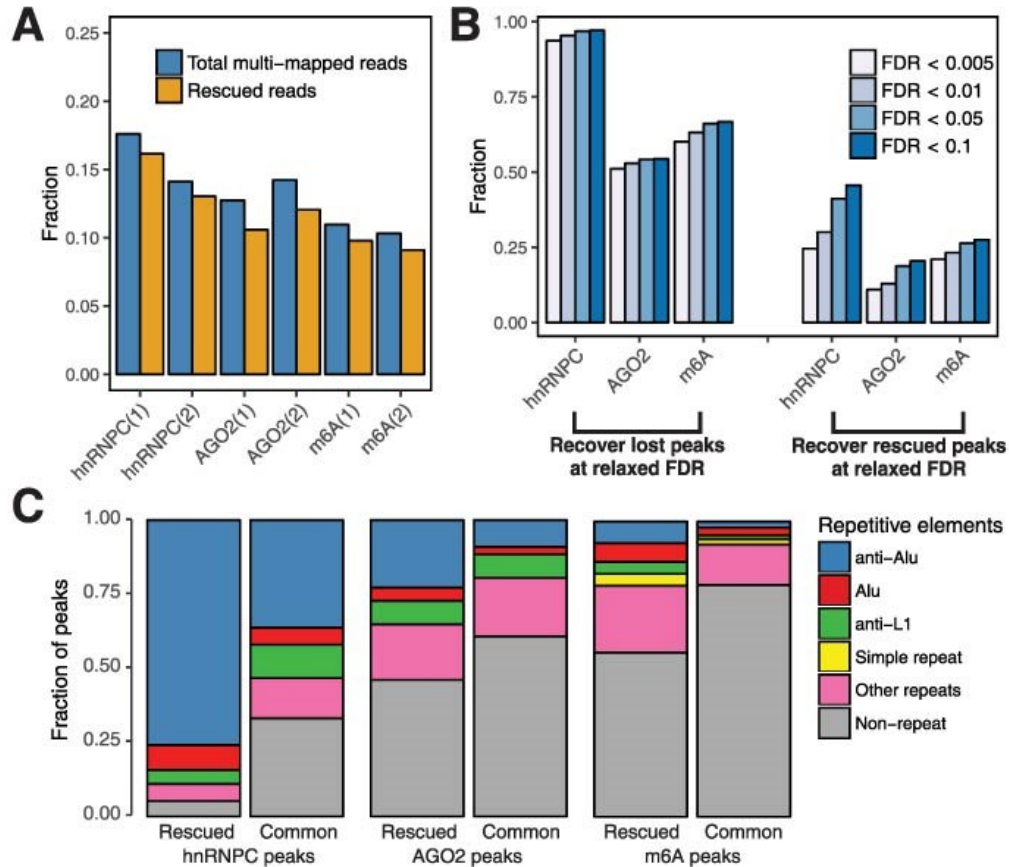 A
Fraction
0.25
0.20
0.15
0.10
0.05
0.00
Total multi−mapped reads
Rescued reads
hnRNPC(1)
hnRNPC(2)
AGO2(1)
AGO2(2)
m6A(1)
m6A(2)
B
Fraction
1.00
0.75
0.50
0.25
0.00
FDR < 0.005
FDR < 0.01
FDR < 0.05
FDR < 0.1
hnRNPC
AGO2
m6A
hnRNPC
AGO2
m6A
Recover lost peaks
at relaxed FDR
Recover rescued peaks
at relaxed FDR
C
Fraction of peaks
1.00
0.75
0.50
0.25
0.00
Rescued
Common
hnRNPC peaks
Rescued
Common
AGO2 peaks
Rescued
Common
m6A peaks
Repetitive elements
anti−Alu
Alu
anti−L1
Simple repeat
Other repeats
Non−repeat